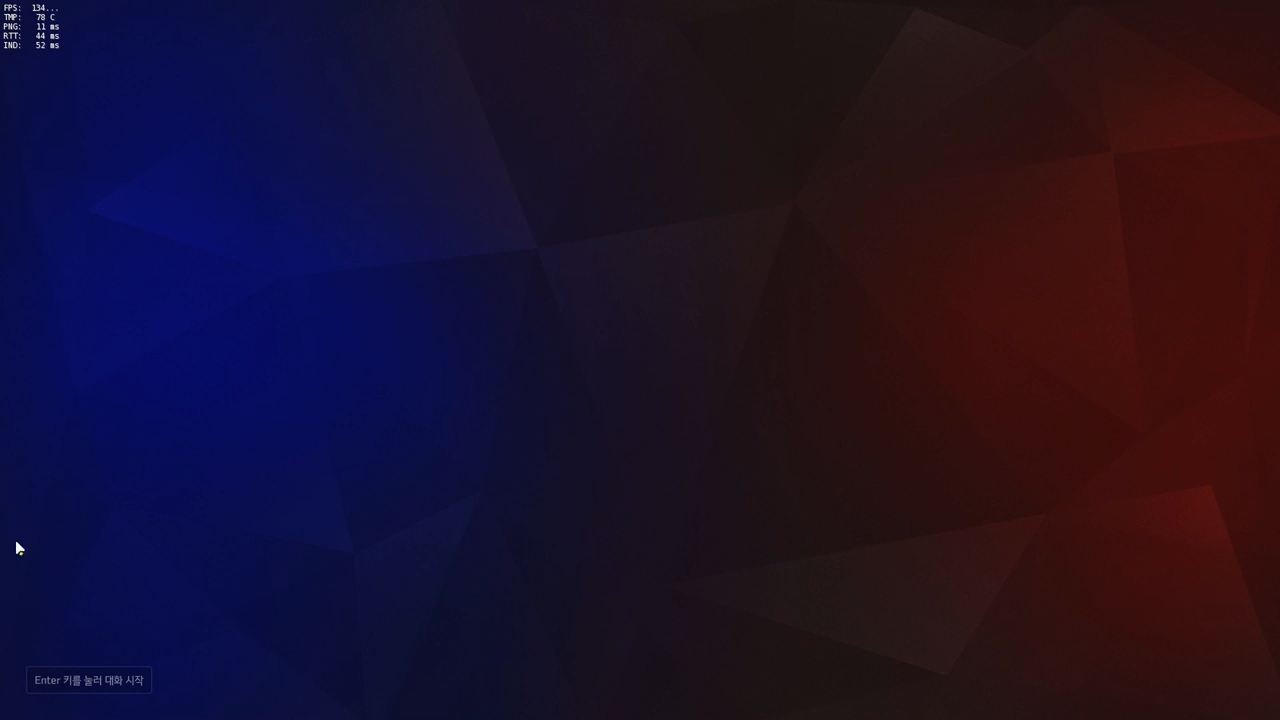 FPS: 134...
TMP: 78 C
PNG: 11 ms
RTT: 44 ms
IND: 52 ms
Enter 키를 눌러 대화 시작